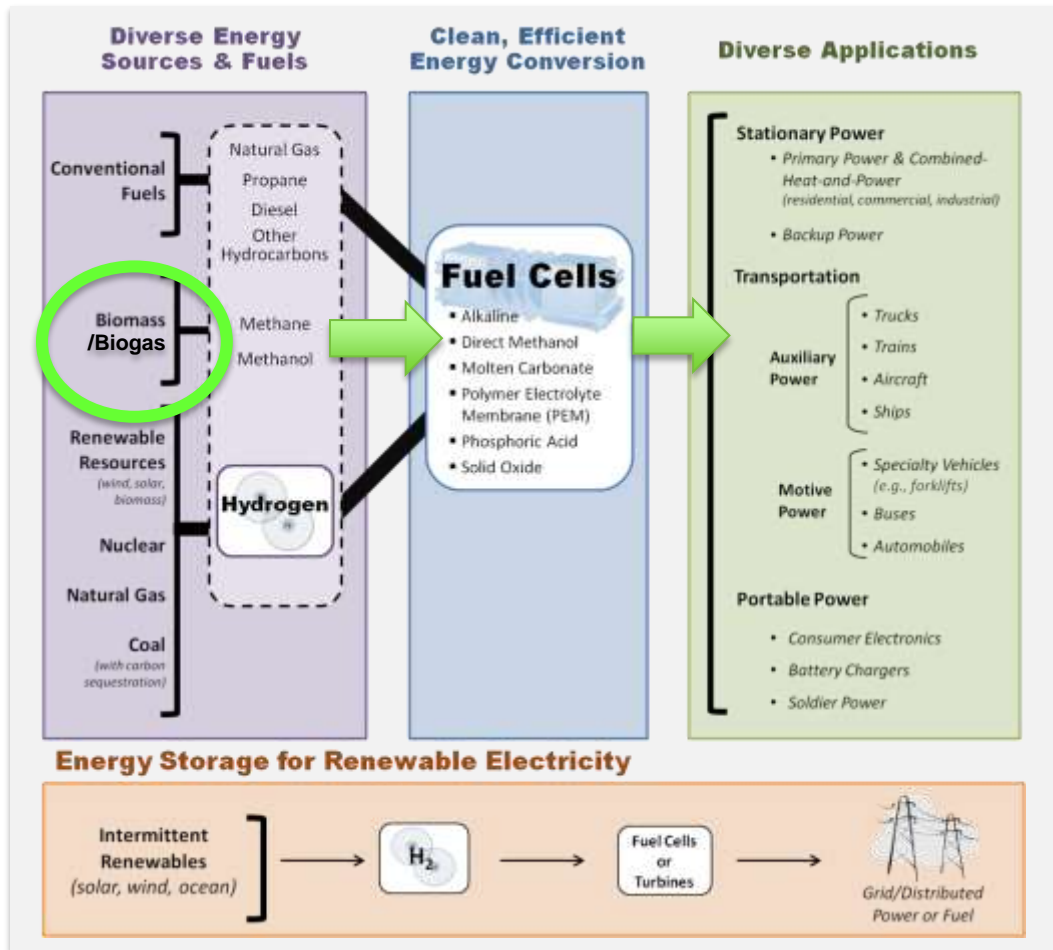 Diverse Energy
Sources & Fuels
Clean, Efficient
Energy Conversion
Diverse Applications
Conventional
Fuels
Biomass
/Biogas
Renewable
Resources
(wind, solar,
biomass)
Nuclear
Natural Gas
Coal
(with carbon
sequestration)
Natural Gas
Propane
Diesel
Other
Hydrocarbons
Methane
Methanol
Hydrogen
Fuel Cells
▪ Alkaline
▪ Direct Methanol
▪ Molten Carbonate
▪ Polymer Electrolyte
Membrane (PEM)
▪ Phosphoric Acid
▪ Solid Oxide
Stationary Power
• Primary Power & Combined-
Heat-and-Power
(residential, commercial, industrial)
• Backup Power
Transportation
Auxiliary
Power
• Trucks
• Trains
• Aircraft
• Ships
Motive
Power
• Specialty Vehicles
(e.g., forklifts)
• Buses
• Automobiles
Portable Power
• Consumer Electronics
• Battery Chargers
• Soldier Power
Energy Storage for Renewable Electricity
Intermittent
Renewables
(solar, wind, ocean)
H₂
Fuel Cells
or
Turbines
Grid/Distributed
Power or Fuel